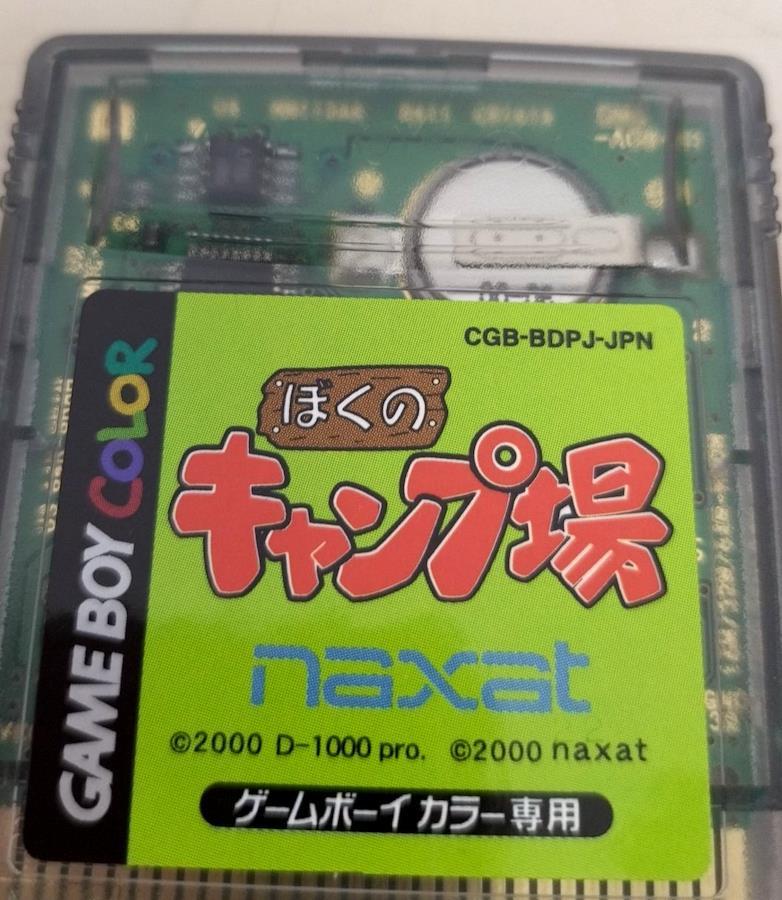 CGB-BDPJ-JPN
ぼくの
キャンプ場
naxat
©2000 D-1000 pro. ©2000 naxat
ゲームボーイカラー専用
GAME BOY COLOR